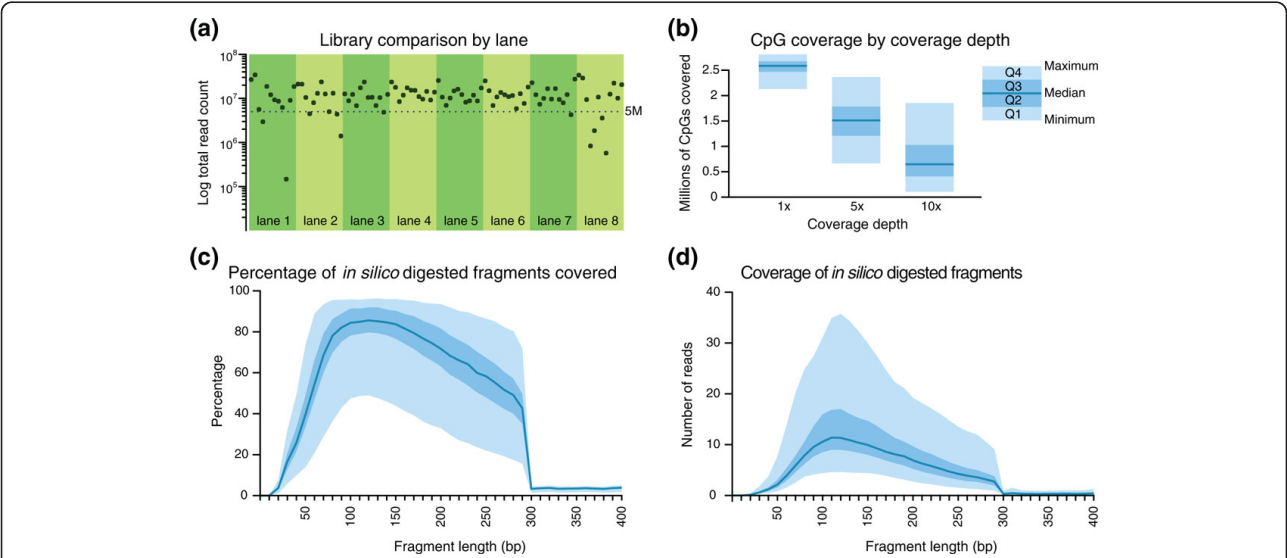 (a)
Library comparison by lane
Log total read count
10^8
10^7
10^6
10^5
5M
lane 1 lane 2 lane 3 lane 4 lane 5 lane 6 lane 7 lane 8
(b)
CpG coverage by coverage depth
Millions of CpGs covered
2.5
2
1.5
1
0.5
0
1x 5x 10x
Coverage depth
Q4
Q3
Q2
Q1
Maximum
Median
Minimum
(c)
Percentage of in silico digested fragments covered
Percentage
100
80
60
40
20
0
50 100 150 200 250 300 350 400
Fragment length (bp)
(d)
Coverage of in silico digested fragments
Number of reads
40
30
20
10
0
50 100 150 200 250 300 350 400
Fragment length (bp)